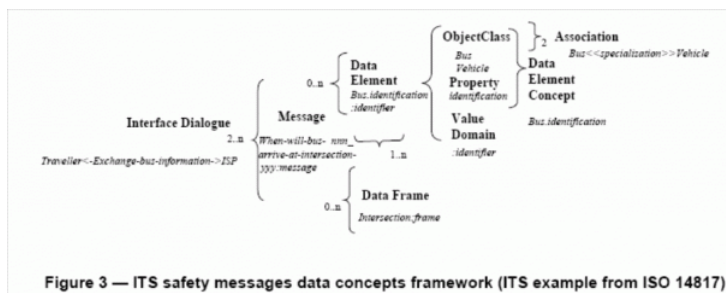 ObjectClass
2 Association
Bus
Bus<<specialization>>Vehicle
Data
Vehicle
Data
0..n
Element
Property
Element
Bus.identification
identification
Concept
:identifier
Message
Value
Interface Dialogue
Domain
Bus.identification
2..n
When-will-bus- nnn_
Traveller<-Exchange-bus-information->ISP
arrive-at-intersection-
1..n
:identifier
yyy:message
Data Frame
0..n
Intersection:frame
Figure 3 — ITS safety messages data concepts framework (ITS example from ISO 14817)